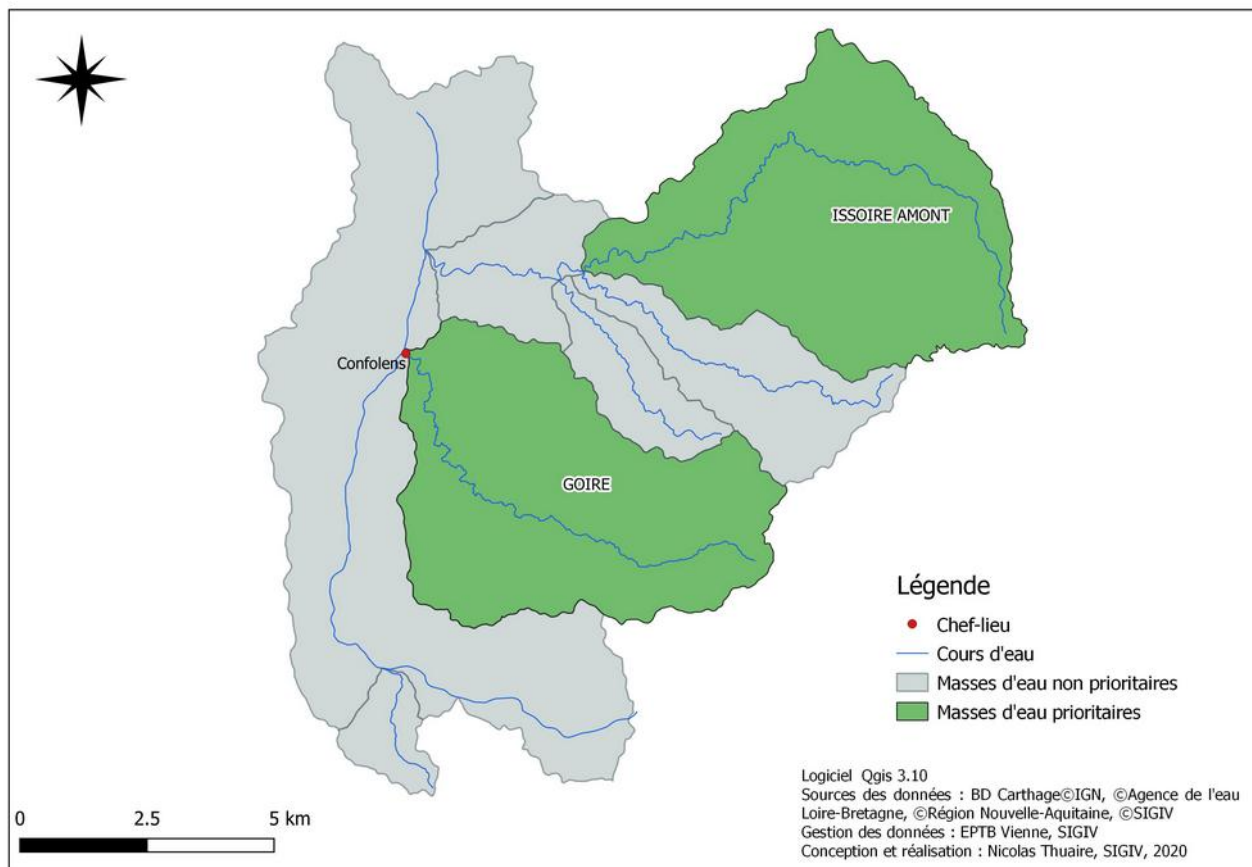 ISSOIRE AMONT
Confolens
GOIRE
Légende
Chef-lieu
Cours d'eau
Masses d'eau non prioritaires
Masses d'eau prioritaires
0 2.5 5 km
Logiciel Qgis 3.10
Sources des données : BD Carthage©IGN, ©Agence de l'eau
Loire-Bretagne, ©Région Nouvelle-Aquitaine, ©SIGIV
Gestion des données : EPTB Vienne, SIGIV
Conception et réalisation : Nicolas Thuaire, SIGIV, 2020